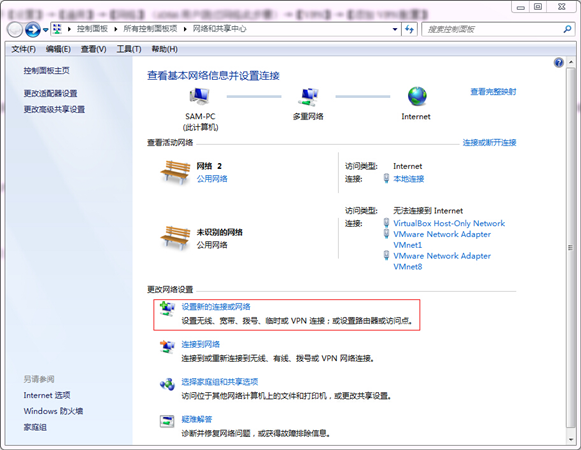 控制面板 ▸ 所有控制面板项 ▸ 网络和共享中心
搜索控制面板
文件(F) 编辑(E) 查看(V) 工具(T) 帮助(H)
控制面板主页
更改适配器设置
更改高级共享设置
查看基本网络信息并设置连接
查看完整映射
SAM-PC
(此计算机)
多重网络
Internet
查看活动网络
连接或断开连接
网络 2
公用网络
访问类型: Internet
连接: 本地连接
未识别的网络
公用网络
访问类型: 无法连接到 Internet
连接: VirtualBox Host-Only Network
VMware Network Adapter
VMnet1
VMware Network Adapter
VMnet8
更改网络设置
设置新的连接或网络
设置无线、宽带、拨号、临时或 VPN 连接；或设置路由器或访问点。
连接到网络
连接到或重新连接到无线、有线、拨号或 VPN 网络连接。
选择家庭组和共享选项
访问位于其他网络计算机上的文件和打印机，或更改共享设置。
疑难解答
诊断并修复网络问题，或获得故障排除信息。
另请参阅
Internet 选项
Windows 防火墙
家庭组